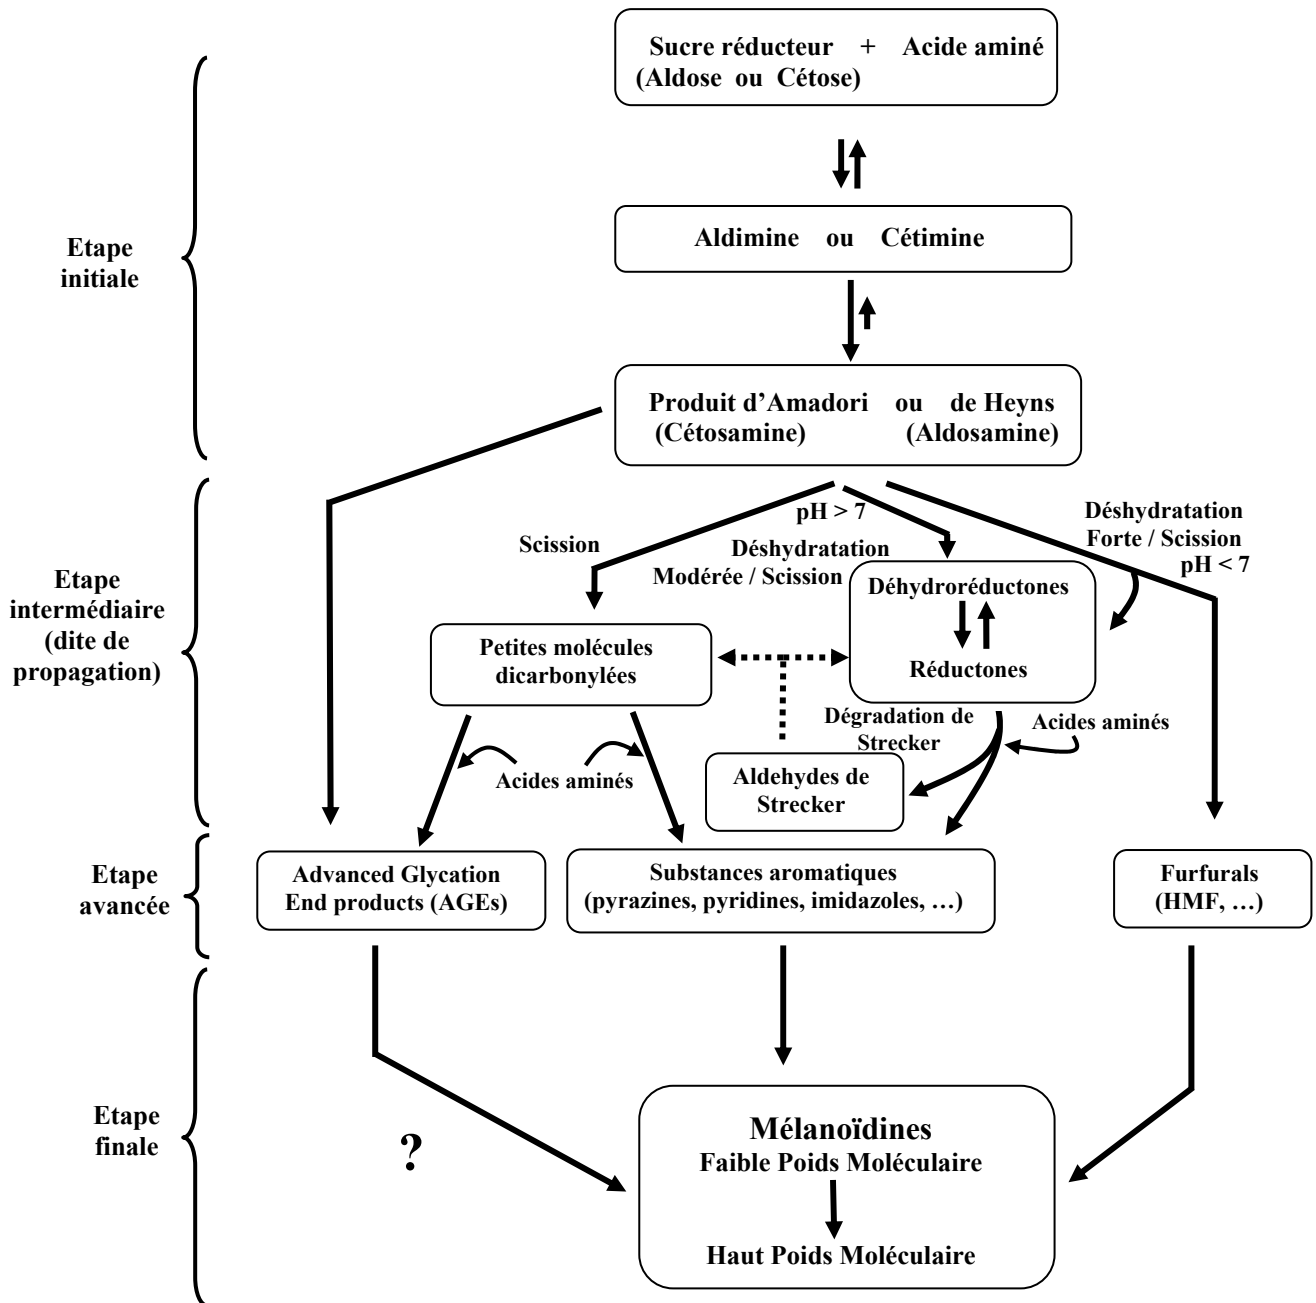 Sucre réducteur + Acide aminé
(Aldose ou Cétose)
Etape
initiale
Aldimine ou Cétimine
Produit d’Amadori ou de Heyns
(Cétosamine) (Aldosamine)
Etape
intermédiaire
(dite de
propagation)
Scission
pH > 7
Déshydratation
Modérée / Scission
Déshydratation
Forte / Scission
pH < 7
Petites molécules
dicarbonylées
Déhydroréductones
Réductones
Dégradation de
Strecker
Acides aminés
Acides aminés
Aldehydes de
Strecker
Etape
avancée
Advanced Glycation
End products (AGEs)
Substances aromatiques
(pyrazines, pyridines, imidazoles, …)
Furfurals
(HMF, …)
Etape
finale
?
Mélanoïdines
Faible Poids Moléculaire
Haut Poids Moléculaire